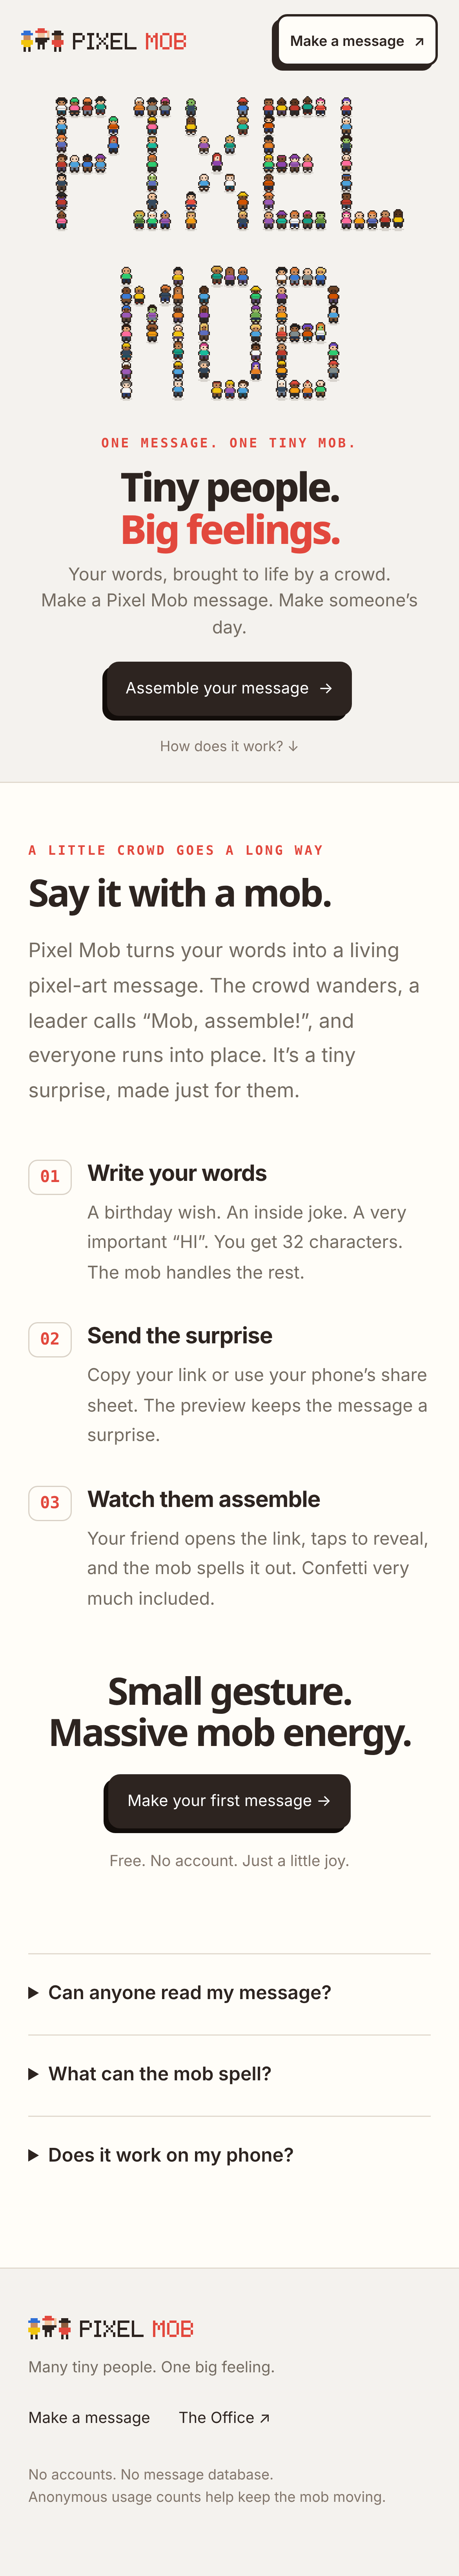 PIXEL MOB
Make a message ↗
PIXEL
MOB
ONE MESSAGE. ONE TINY MOB.
Tiny people.
Big feelings.
Your words, brought to life by a crowd.
Make a Pixel Mob message. Make someone’s
day.
Assemble your message →
How does it work? ↓
A LITTLE CROWD GOES A LONG WAY
Say it with a mob.
Pixel Mob turns your words into a living
pixel-art message. The crowd wanders, a
leader calls “Mob, assemble!”, and
everyone runs into place. It’s a tiny
surprise, made just for them.
01
Write your words
A birthday wish. An inside joke. A very
important “HI”. You get 32 characters.
The mob handles the rest.
02
Send the surprise
Copy your link or use your phone’s share
sheet. The preview keeps the message a
surprise.
03
Watch them assemble
Your friend opens the link, taps to reveal,
and the mob spells it out. Confetti very
much included.
Small gesture.
Massive mob energy.
Make your first message →
Free. No account. Just a little joy.
Can anyone read my message?
What can the mob spell?
Does it work on my phone?
PIXEL MOB
Many tiny people. One big feeling.
Make a message The Office ↗
No accounts. No message database.
Anonymous usage counts help keep the mob moving.